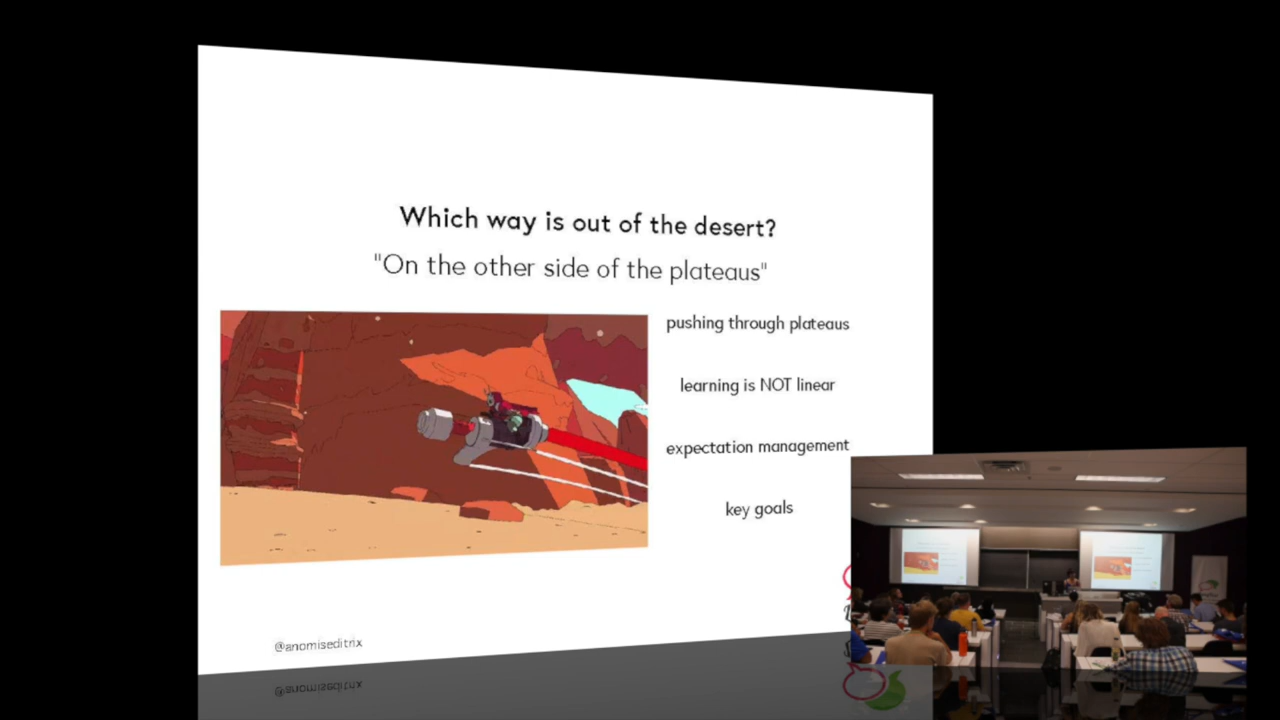 Which way is out of the desert?
"On the other side of the plateaus"
pushing through plateaus
learning is NOT linear
expectation management
key goals
@anomiseditrix